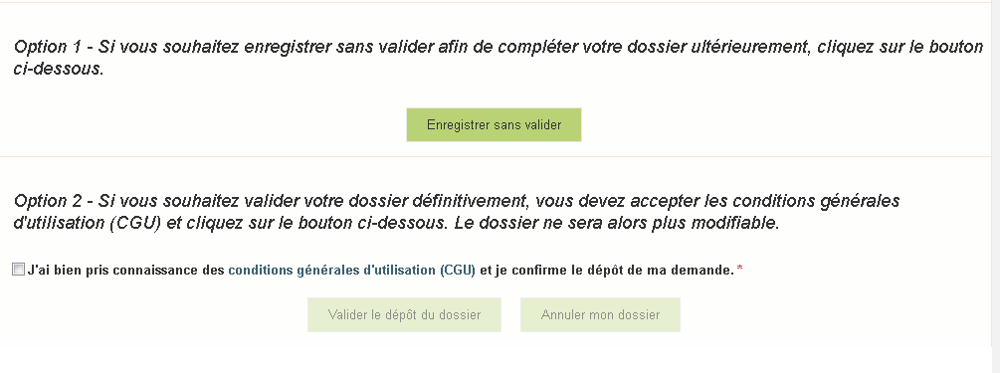 Option 1 - Si vous souhaitez enregistrer sans valider afin de compléter votre dossier ultérieurement, cliquez sur le bouton
ci-dessous.
Enregistrer sans valider
Option 2 - Si vous souhaitez valider votre dossier définitivement, vous devez accepter les conditions générales
d'utilisation (CGU) et cliquez sur le bouton ci-dessous. Le dossier ne sera alors plus modifiable.
J'ai bien pris connaissance des conditions générales d'utilisation (CGU) et je confirme le dépôt de ma demande. *
Valider le dépôt du dossier Annuler mon dossier